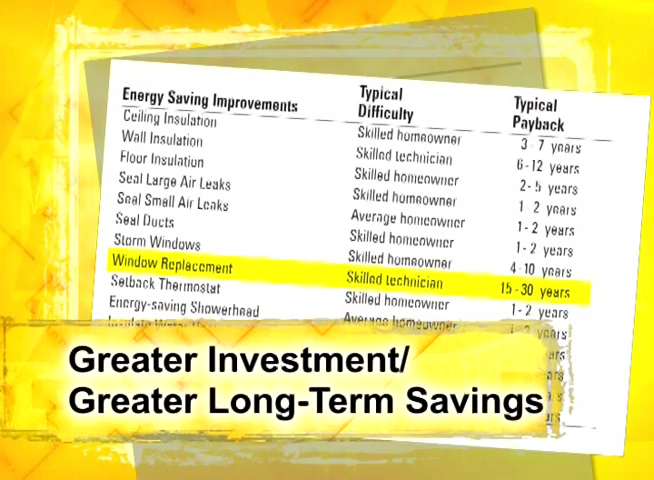 Energy Saving Improvements Typical Difficulty Typical Payback
Ceiling Insulation Skilled homeowner 3 - 7 years
Wall Insulation Skilled technician 6 -12 years
Floor Insulation Skilled homeowner 2 - 5 years
Seal Large Air Leaks Skilled homeowner 1 - 2 years
Seal Small Air Leaks Average homeowner 1 - 2 years
Seal Ducts Skilled homeowner 1 - 2 years
Storm Windows Skilled homeowner 4 -10 years
Window Replacement Skilled technician 15 - 30 years
Setback Thermostat Skilled homeowner 1 - 2 years
Energy-saving Showerhead Average homeowner years
Greater Investment/
Greater Long-Term Savings